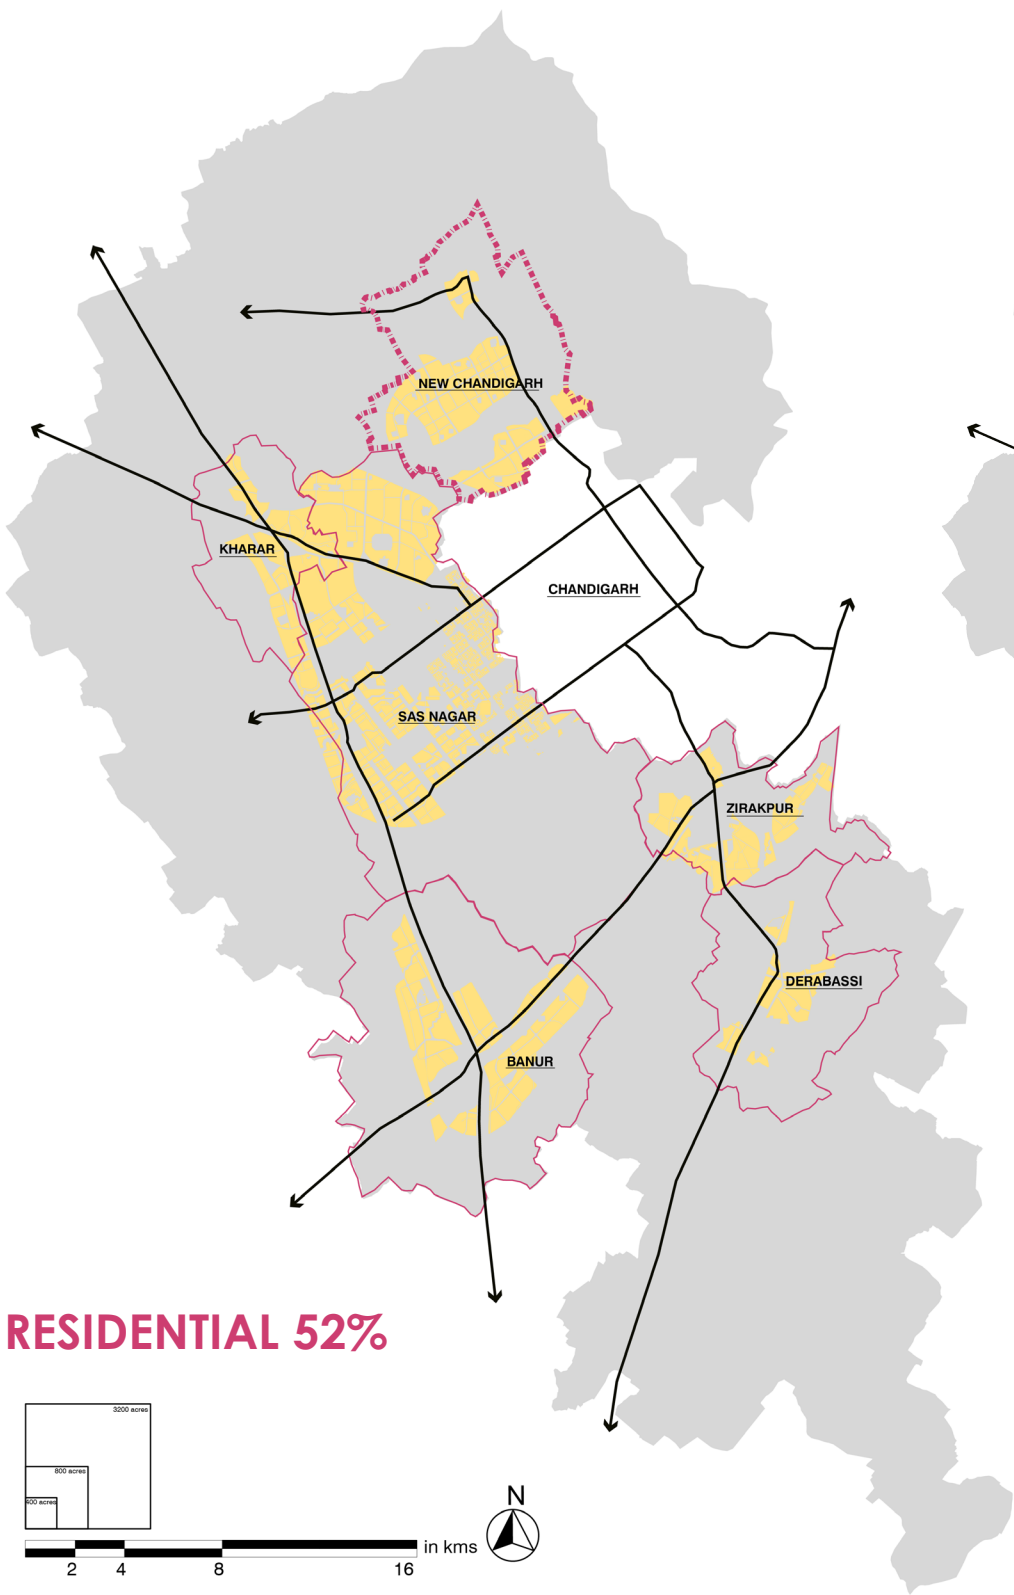 NEW CHANDIGARH
KHARAR
CHANDIGARH
SAS NAGAR
ZIRAKPUR
DERABASSI
BANUR
RESIDENTIAL 52%
3200 acres
800 acres
400 acres
N
in kms
2 4 8 16